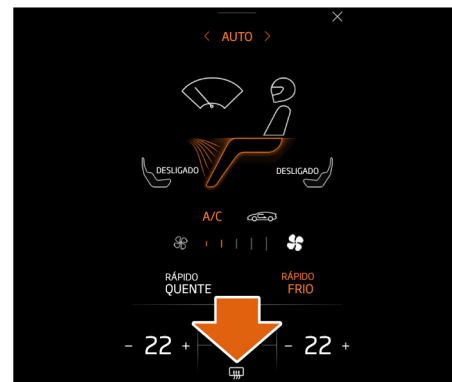 AUTO
DESLIGADO
DESLIGADO
A/C
RÁPIDO
QUENTE
RÁPIDO
FRIO
- 22 +
- 22 +